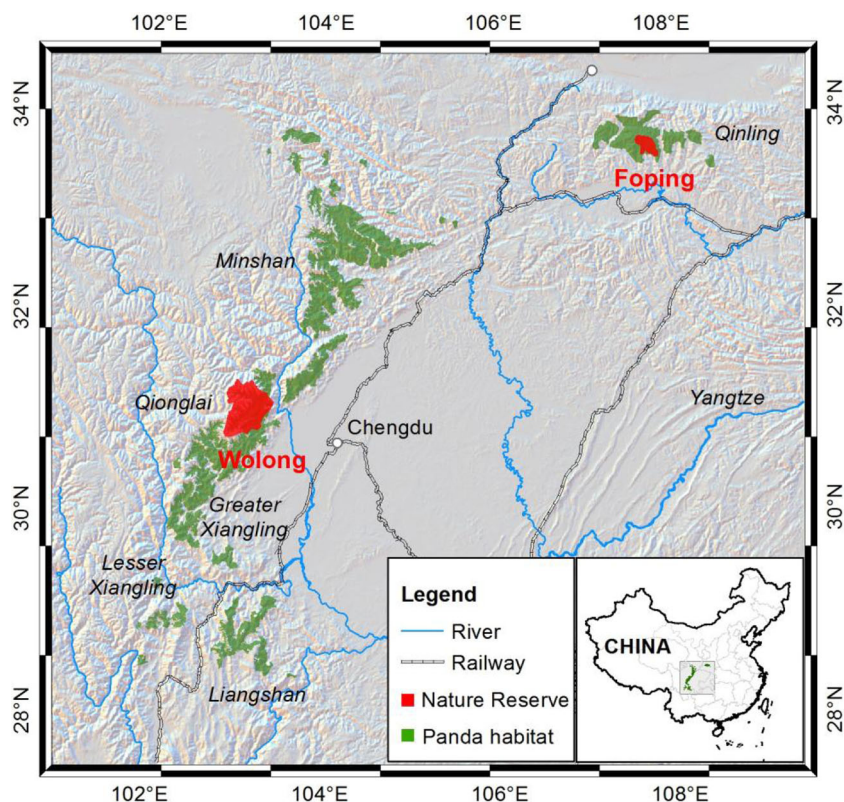 102°E 104°E 106°E 108°E
34°N
34°N
Qinling
Foping
Minshan
32°N
32°N
Qionglai
Yangtze
Chengdu
Wolong
30°N
30°N
Greater
Xiangling
Lesser
Xiangling
Legend
River
Railway
Nature Reserve
Panda habitat
CHINA
Liangshan
28°N
28°N
102°E 104°E 106°E 108°E